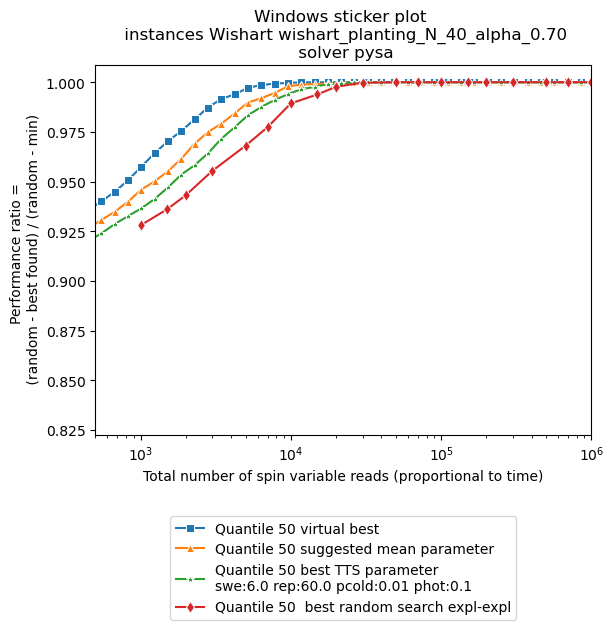 Windows sticker plot
instances Wishart wishart_planting_N_40_alpha_0.70
solver pysa
Performance ratio =
(random - best found) / (random - min)
1.000
0.975
0.950
0.925
0.900
0.875
0.850
0.825
10³ 10⁴ 10⁵ 10⁶
Total number of spin variable reads (proportional to time)
Quantile 50 virtual best
Quantile 50 suggested mean parameter
Quantile 50 best TTS parameter
swe:6.0 rep:60.0 pcold:0.01 phot:0.1
Quantile 50  best random search expl-expl